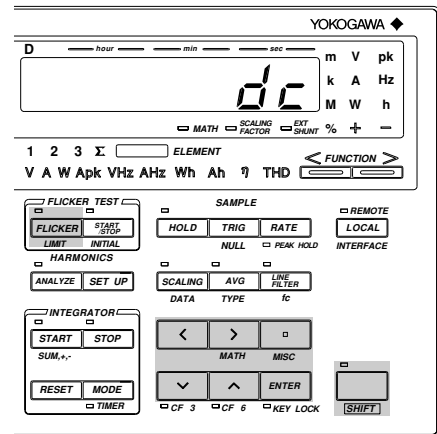 YOKOGAWA
D hour min sec
m V pk
dc
k A Hz
M W h
MATH SCALING FACTOR EXT SHUNT % + −
1 2 3 Σ ELEMENT
V A W Apk VHz AHz Wh Ah η THD
< FUNCTION >
FLICKER TEST
FLICKER START /STOP
LIMIT INITIAL
SAMPLE
HOLD TRIG RATE
NULL PEAK HOLD
REMOTE
LOCAL
INTERFACE
HARMONICS
ANALYZE SET UP
SCALING AVG LINE FILTER
DATA TYPE fc
INTEGRATOR
START STOP
SUM,+,-
RESET MODE
TIMER
< >
MATH MISC
ENTER
CF 3 CF 6 KEY LOCK
SHIFT